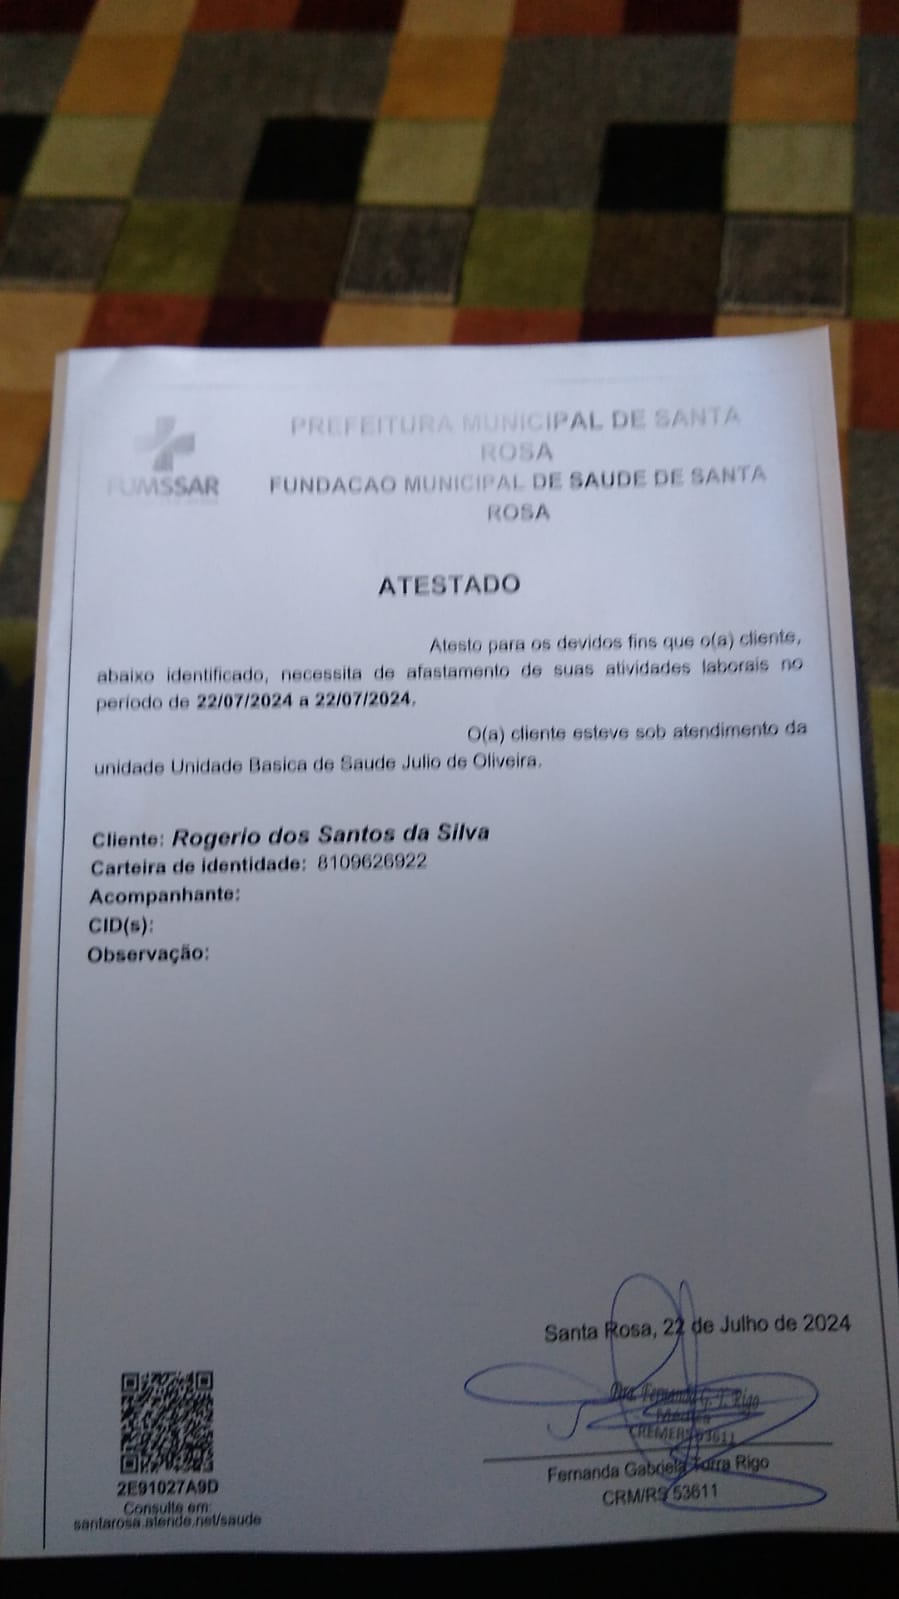 FUMSSAR
PREFEITURA MUNICIPAL DE SANTA
ROSA
FUNDACAO MUNICIPAL DE SAUDE DE SANTA
ROSA
ATESTADO
Atesto para os devidos fins que o(a) cliente,
abaixo identificado, necessita de afastamento de suas atividades laborais no
periodo de 22/07/2024 a 22/07/2024.
O(a) cliente esteve sob atendimento da
unidade Unidade Basica de Saude Julio de Oliveira.
Cliente: Rogerio dos Santos da Silva
Carteira de identidade: 8109626922
Acompanhante:
CID(s):
Observação:
Santa Rosa, 22 de Julho de 2024
Dra. Fernanda G. T. Rigo
Médica
CREMERS 53611
Fernanda Gabriela Turra Rigo
CRM/RS 53611
2E91027A9D
Consulte em:
santarosa.atende.net/saude